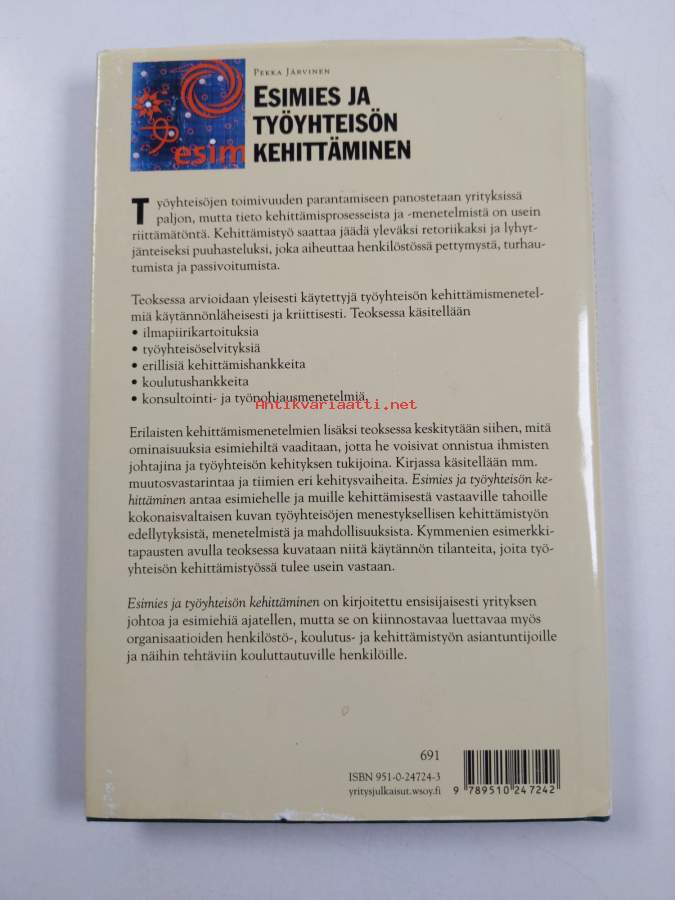 PEKKA JÄRVINEN
ESIMIES JA
TYÖYHTEISÖN
KEHITTÄMINEN
esim
Työyhteisöjen toimivuuden parantamiseen panostetaan yrityksissä
paljon, mutta tieto kehittämisprosesseista ja -menetelmistä on usein
riittämätöntä. Kehittämistyö saattaa jäädä yleväksi retoriikaksi ja lyhyt-
jänteiseksi puuhasteluksi, joka aiheuttaa henkilöstössä pettymystä, turhau-
tumista ja passivoitumista.
Teoksessa arvioidaan yleisesti käytettyjä työyhteisön kehittämismenetel-
miä käytännönläheisesti ja kriittisesti. Teoksessa käsitellään
• ilmapiirikartoituksia
• työyhteisöselvityksiä
• erillisiä kehittämishankkeita
• koulutushankkeita
• konsultointi- ja työnohjausmenetelmiä.
Antikvariaatti.net
Erilaisten kehittämismenetelmien lisäksi teoksessa keskitytään siihen, mitä
ominaisuuksia esimiehiltä vaaditaan, jotta he voisivat onnistua ihmisten
johtajina ja työyhteisön kehityksen tukijoina. Kirjassa käsitellään mm.
muutosvastarintaa ja tiimien eri kehitysvaiheita. Esimies ja työyhteisön ke-
hittäminen antaa esimiehelle ja muille kehittämisestä vastaaville tahoille
kokonaisvaltaisen kuvan työyhteisöjen menestyksellisen kehittämistyön
edellytyksistä, menetelmistä ja mahdollisuuksista. Kymmenien esimerkki-
tapausten avulla teoksessa kuvataan niitä käytännön tilanteita, joita työ-
yhteisön kehittämistyössä tulee usein vastaan.
Esimies ja työyhteisön kehittäminen on kirjoitettu ensisijaisesti yrityksen
johtoa ja esimiehiä ajatellen, mutta se on kiinnostavaa luettavaa myös
organisaatioiden henkilöstö-, koulutus- ja kehittämistyön asiantuntijoille
ja näihin tehtäviin kouluttautuville henkilöille.
691
ISBN 951-0-24724-3
yritysjulkaisut.wsoy.fi
9 789510 247242